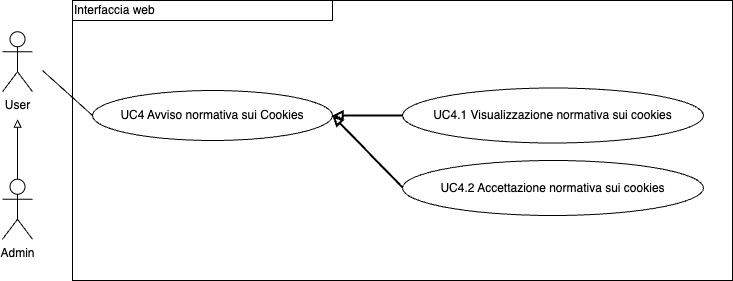 Interfaccia web
User
UC4 Avviso normativa sui Cookies
UC4.1 Visualizzazione normativa sui cookies
UC4.2 Accettazione normativa sui cookies
Admin